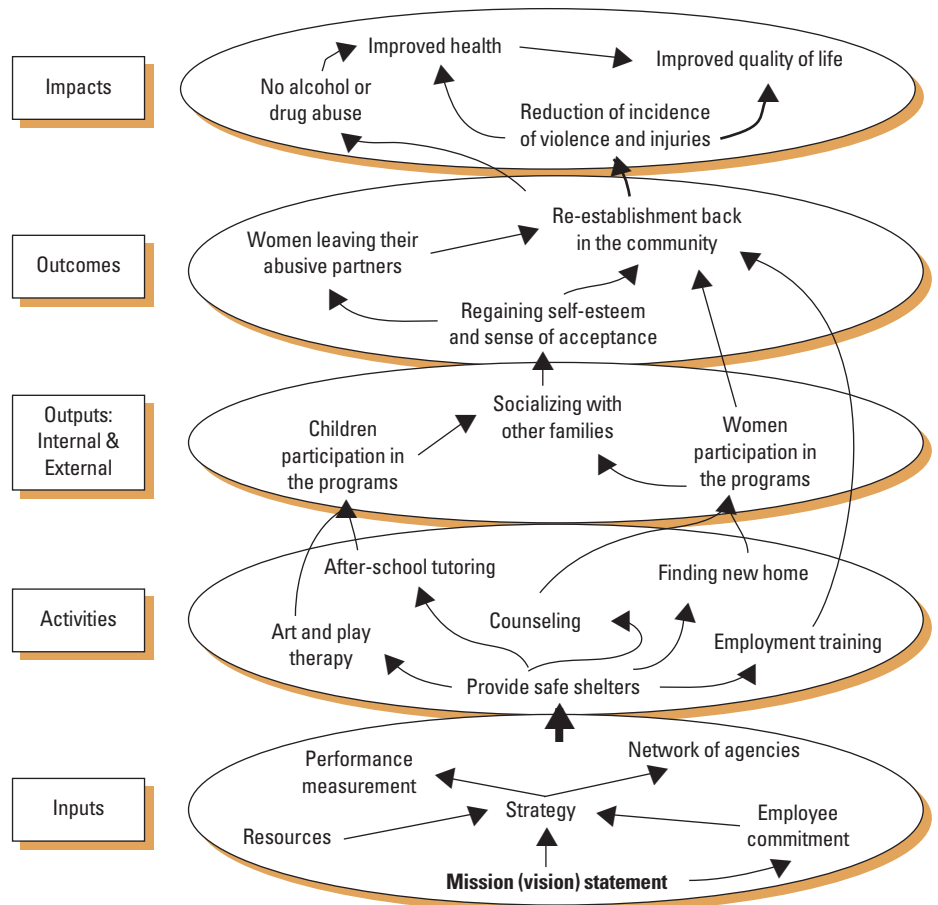 Impacts
Improved health
Improved quality of life
No alcohol or
drug abuse
Reduction of incidence
of violence and injuries
Outcomes
Re-establishment back
in the community
Women leaving their
abusive partners
Regaining self-esteem
and sense of acceptance
Outputs:
Internal &
External
Socializing with
other families
Children
participation in
the programs
Women
participation in
the programs
Activities
After-school tutoring
Finding new home
Counseling
Art and play
therapy
Employment training
Provide safe shelters
Inputs
Performance
measurement
Network of agencies
Strategy
Resources
Employee
commitment
Mission (vision) statement